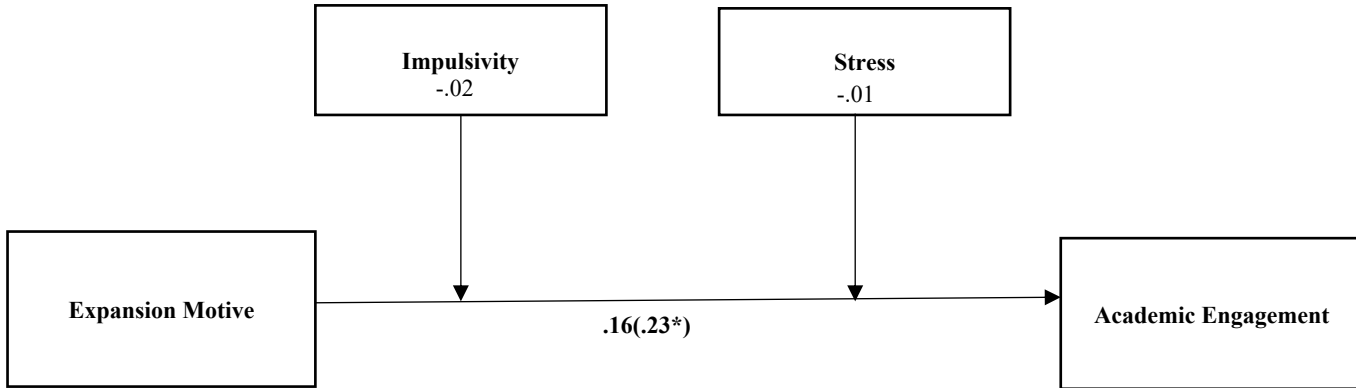 Impulsivity
-.02
Stress
-.01
Expansion Motive
.16(.23*)
Academic Engagement